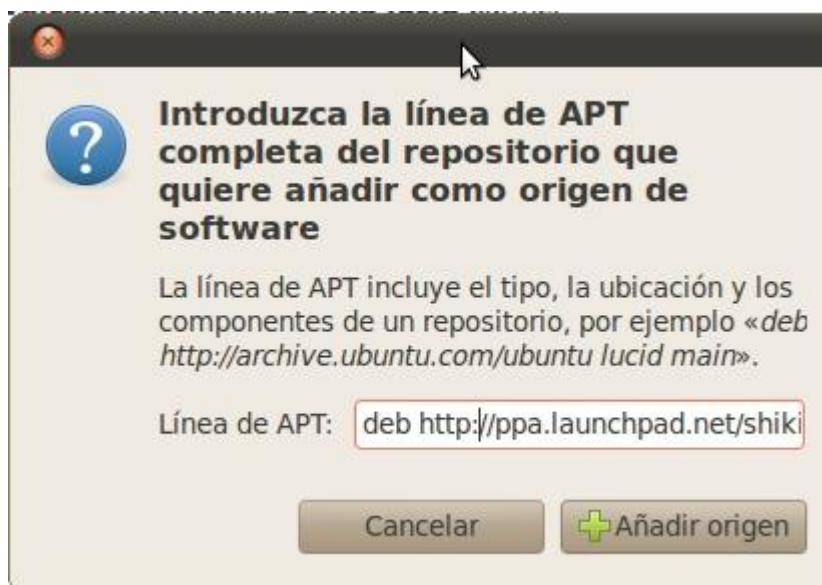 Introduzca la línea de APT
completa del repositorio que
quiere añadir como origen de
software
La línea de APT incluye el tipo, la ubicación y los
componentes de un repositorio, por ejemplo «deb
http://archive.ubuntu.com/ubuntu lucid main».
Línea de APT: deb http://ppa.launchpad.net/shiki
Cancelar Añadir origen